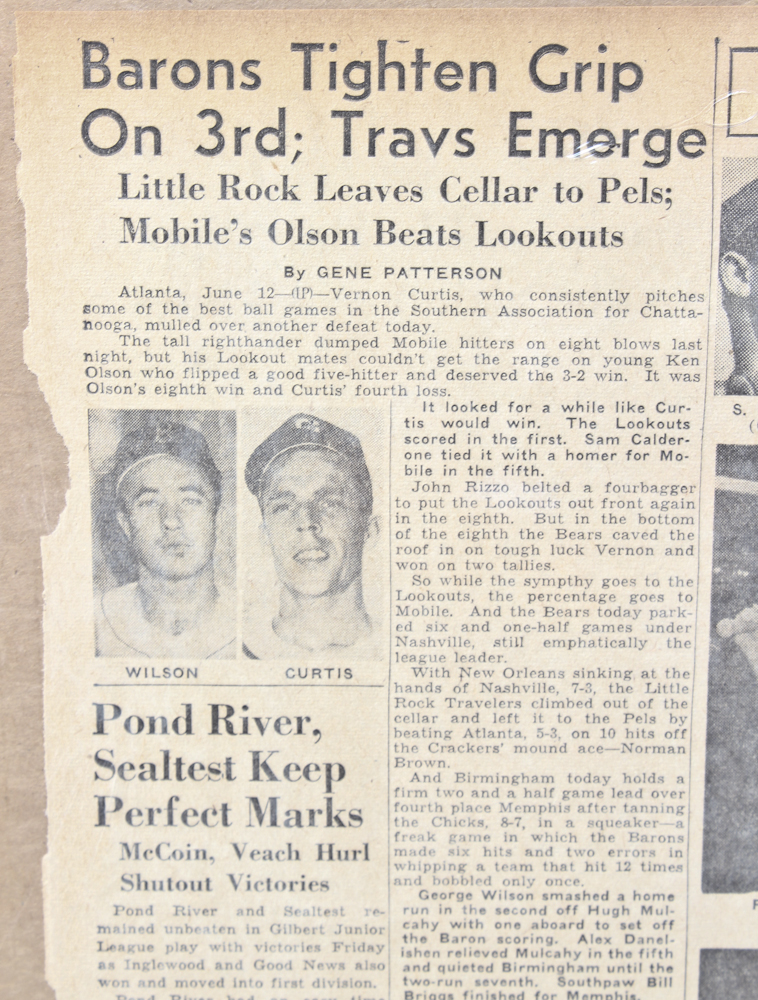 Barons Tighten Grip
On 3rd; Travs Emerge
Little Rock Leaves Cellar to Pels;
Mobile's Olson Beats Lookouts
By GENE PATTERSON
Atlanta, June 12—(UP)—Vernon Curtis, who consistently pitches
some of the best ball games in the Southern Association for Chatta-
nooga, mulled over another defeat today.
The tall righthander dumped Mobile hitters on eight blows last
night, but his Lookout mates couldn't get the range on young Ken
Olson who flipped a good five-hitter and deserved the 3-2 win. It was
Olson's eighth win and Curtis' fourth loss.
It looked for a while like Cur-
tis would win. The Lookouts
scored in the first. Sam Calder-
one tied it with a homer for Mo-
bile in the fifth.
John Rizzo belted a fourbagger
to put the Lookouts out front again
in the eighth. But in the bottom
of the eighth the Bears caved the
roof in on tough luck Vernon and
won on two tallies.
So while the sympthy goes to the
Lookouts, the percentage goes to
Mobile. And the Bears today park-
ed six and one-half games under
Nashville, still emphatically the
league leader.
With New Orleans sinking at the
hands of Nashville, 7-3, the Little
Rock Travelers climbed out of the
cellar and left it to the Pels by
beating Atlanta, 5-3, on 10 hits off
the Crackers' mound ace—Norman
Brown.
And Birmingham today holds a
firm two and a half game lead over
fourth place Memphis after tanning
the Chicks, 8-7, in a squeaker—a
freak game in which the Barons
made six hits and two errors in
whipping a team that hit 12 times
and bobbled only once.
George Wilson smashed a home
run in the second off Hugh Mul-
cahy with one aboard to set off
the Baron scoring. Alex Danel-
ishen relieved Mulcahy in the fifth
and quieted Birmingham until the
two-run seventh. Southpaw Bill
Briggs finished for Memphis.
WILSON
CURTIS
Pond River,
Sealtest Keep
Perfect Marks
McCoin, Veach Hurl
Shutout Victories
Pond River and Sealtest re-
mained unbeaten in Gilbert Junior
League play with victories Friday
as Inglewood and Good News also
won and moved into first division.
Pond River had an easy time
S.